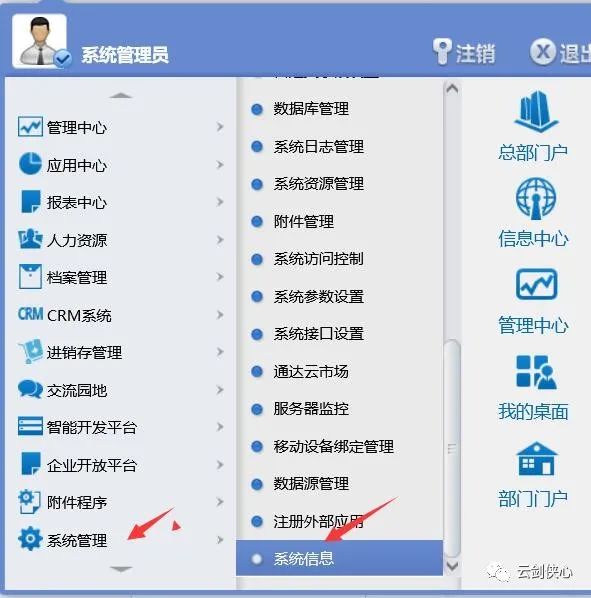 系统管理员
注销
退出
管理中心
应用中心
报表中心
人力资源
档案管理
CRM CRM系统
进销存管理
交流园地
智能开发平台
企业开放平台
附件程序
系统管理
数据库管理
系统日志管理
系统资源管理
附件管理
系统访问控制
系统参数设置
系统接口设置
通达云市场
服务器监控
移动设备绑定管理
数据源管理
注册外部应用
系统信息
总部门户
信息中心
管理中心
我的桌面
部门门户
云剑侠心